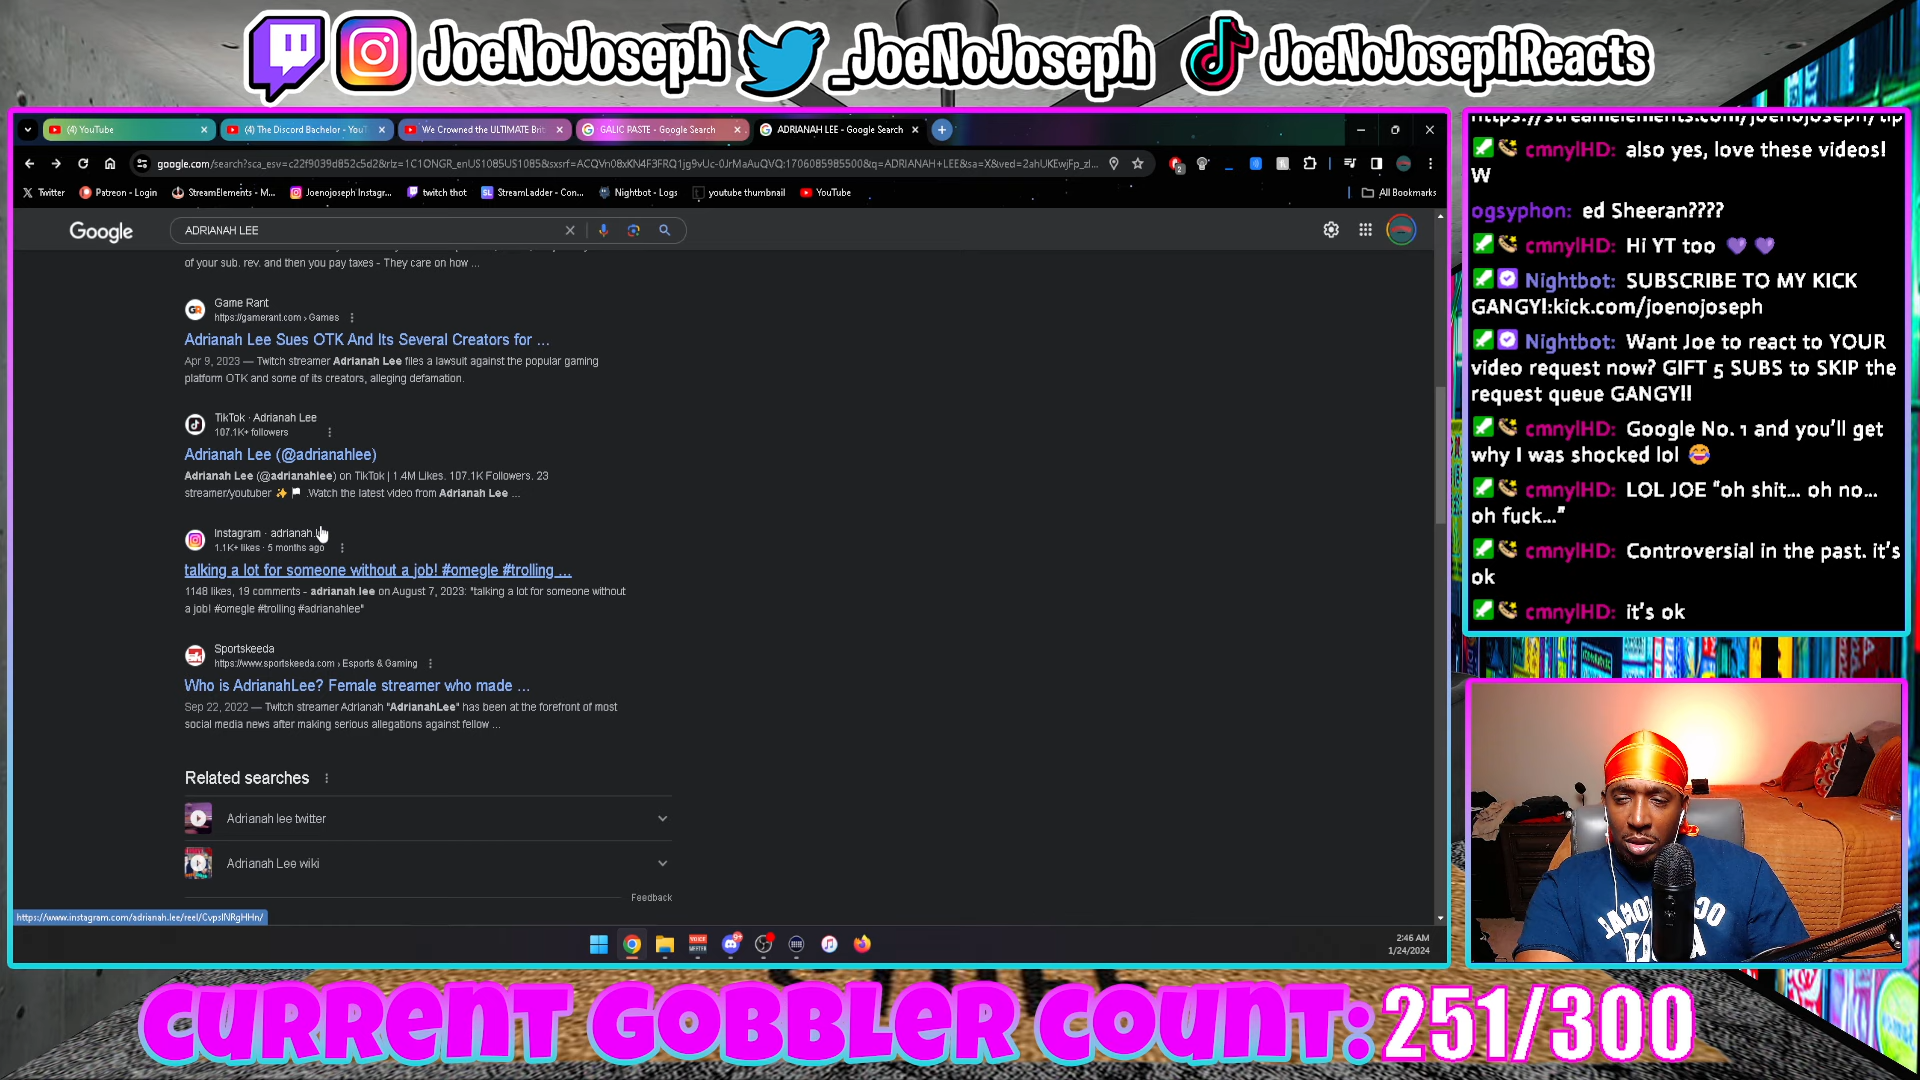 JoeNoJoseph _JoeNoJoseph JoeNoJosephReacts
(4) YouTube
(4) The Discord Bachelor - YouT
We Crowned the ULTIMATE Brit
GALIC PASTE - Google Search
ADRIANAH LEE - Google Search
Twitter
Patreon - Login
StreamElements - M...
Joenojoseph Instagr...
twitch thot
StreamLadder - Con...
Nightbot - Logs
youtube thumbnail
YouTube
All Bookmarks
Google
ADRIANAH LEE
of your sub. rev. and then you pay taxes - They care on how ...
Game Rant
https://gamerant.com › Games
Adrianah Lee Sues OTK And Its Several Creators for ...
Apr 9, 2023 — Twitch streamer Adrianah Lee files a lawsuit against the popular gaming
platform OTK and some of its creators, alleging defamation.
TikTok · Adrianah Lee
107.1K+ followers
Adrianah Lee (@adrianahlee)
Adrianah Lee (@adrianahlee) on TikTok | 1.4M Likes. 107.1K Followers. 23
streamer/youtuber ✨ 🏳 .Watch the latest video from Adrianah Lee ...
Instagram · adrianah.
1.1K+ likes · 5 months ago
talking a lot for someone without a job! #omegle #trolling ...
1148 likes, 19 comments - adrianah.lee on August 7, 2023: "talking a lot for someone without
a job! #omegle #trolling #adrianahlee"
Sportskeeda
https://www.sportskeeda.com › Esports & Gaming
Who is AdrianahLee? Female streamer who made ...
Sep 22, 2022 — Twitch streamer Adrianah "AdrianahLee" has been at the forefront of most
social media news after making serious allegations against fellow ...
Related searches
Adrianah lee twitter
Adrianah Lee wiki
Feedback
https://www.instagram.com/adrianah.lee/reel/CvpsINRgHHn/
2:46 AM
1/24/2024
https://streamelements.com/joenojoseph/tip
cmnylHD: also yes, love these videos!
W
ogsyphon: ed Sheeran????
cmnylHD: Hi YT too 💜 💜
Nightbot: SUBSCRIBE TO MY KICK
GANGY!:kick.com/joenojoseph
Nightbot: Want Joe to react to YOUR
video request now? GIFT 5 SUBS to SKIP the
request queue GANGY!!
cmnylHD: Google No. 1 and you'll get
why I was shocked lol 😂
cmnylHD: LOL JOE "oh shit... oh no...
oh fuck..."
cmnylHD: Controversial in the past. it's
ok
cmnylHD: it's ok
CURRENT GOBBLER COUNT:251/300